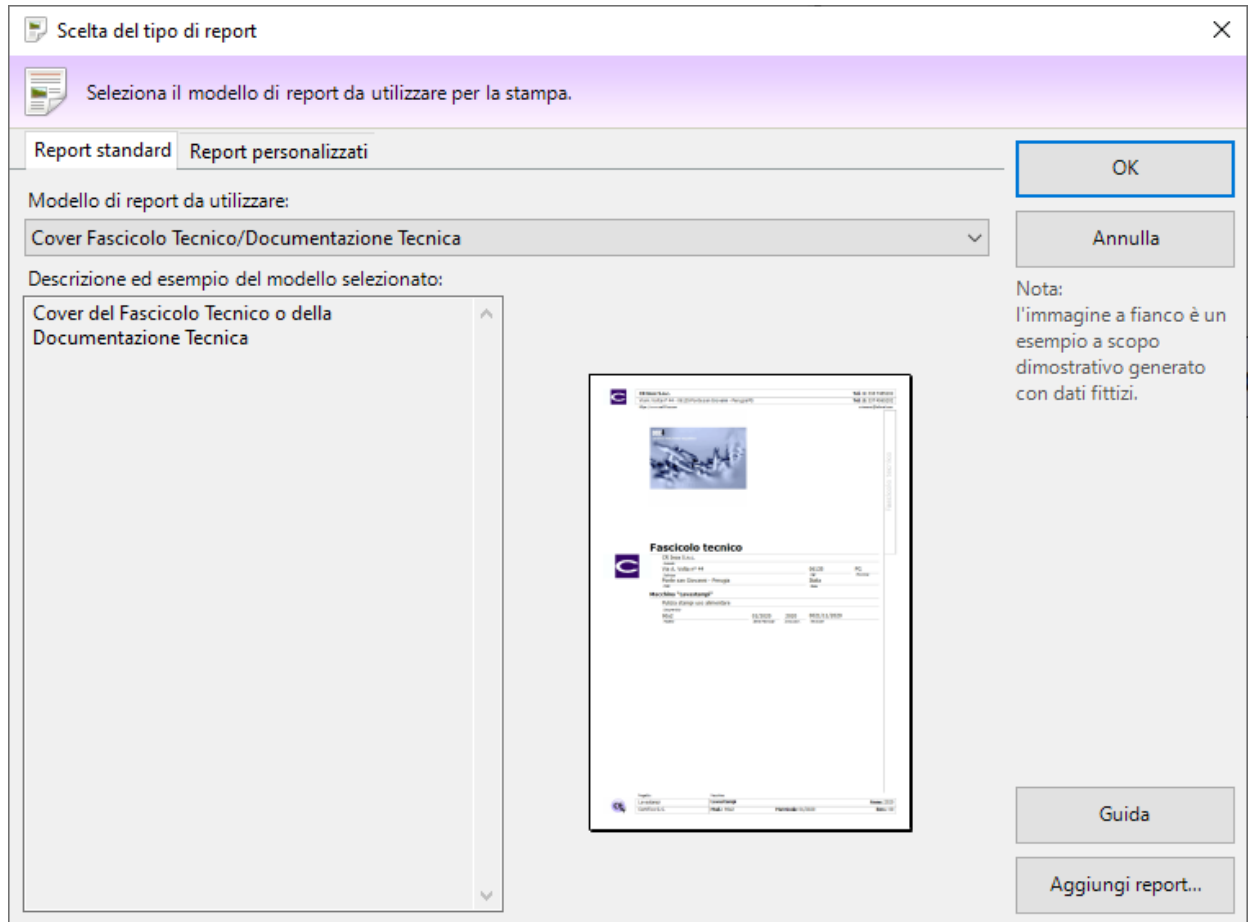 Scelta del tipo di report
Seleziona il modello di report da utilizzare per la stampa.
Report standard
Report personalizzati
Modello di report da utilizzare:
Cover Fascicolo Tecnico/Documentazione Tecnica
Descrizione ed esempio del modello selezionato:
Cover del Fascicolo Tecnico o della
Documentazione Tecnica
Fascicolo tecnico
Macchina "Lavastampi"
OK
Annulla
Nota:
l'immagine a fianco è un
esempio a scopo
dimostrativo generato
con dati fittizi.
Guida
Aggiungi report...